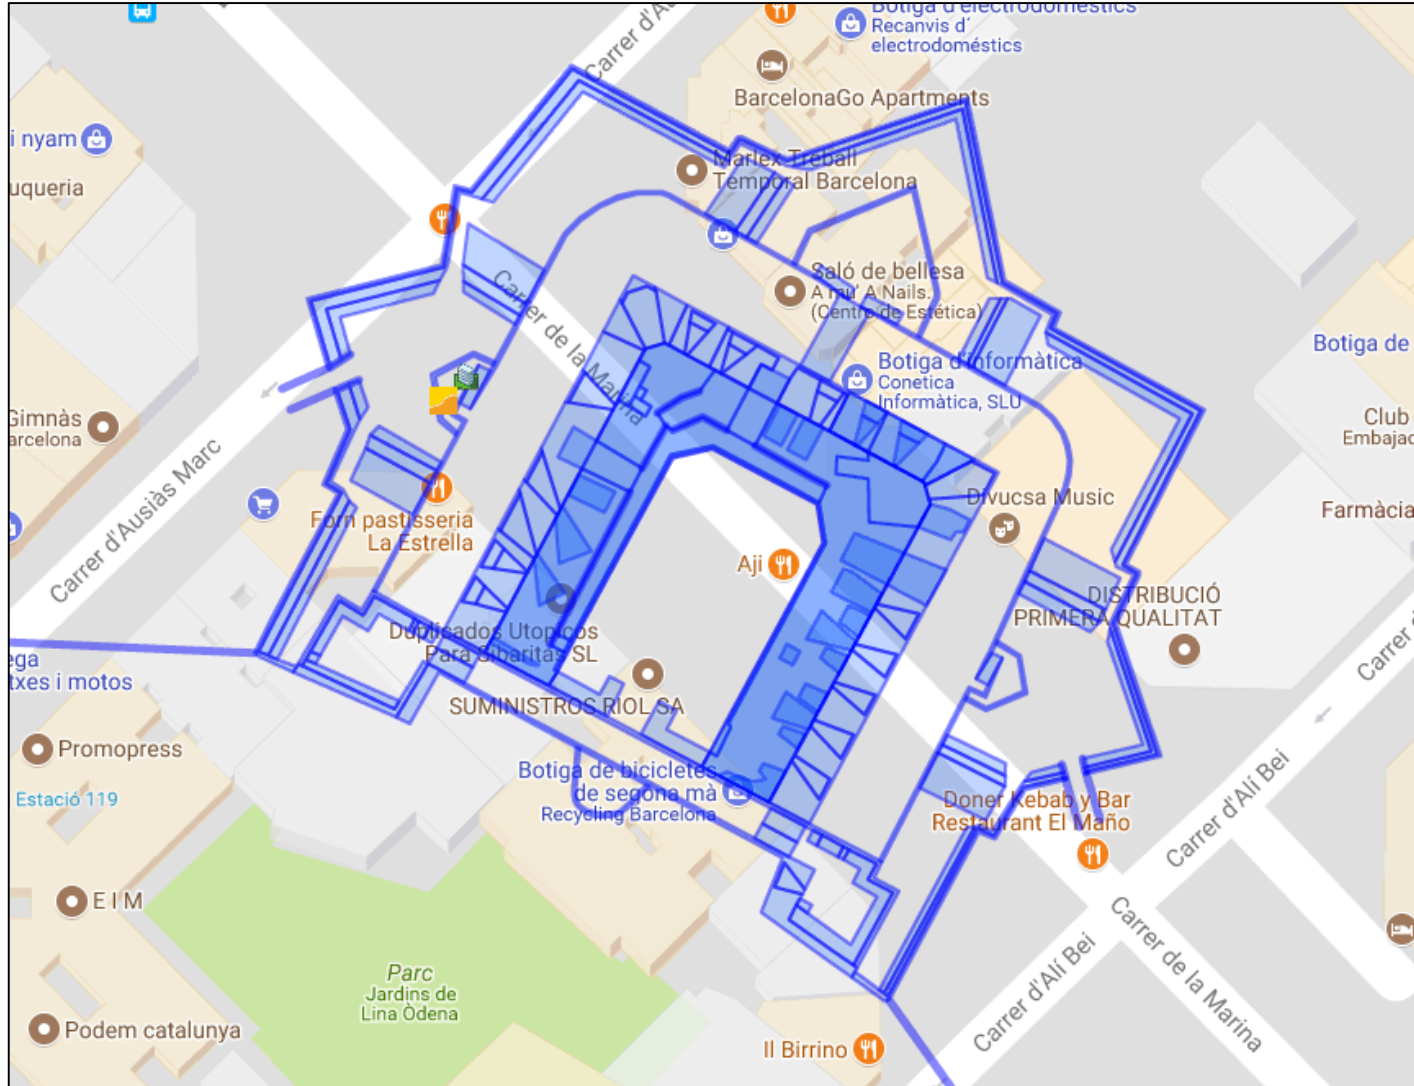 Botiga d'electrodomèstics
Recanvis d´
electrodoméstics
Carrer d'Au
BarcelonaGo Apartments
i nyam
uqueria
Marlex Treball
Temporal Barcelona
Saló de bellesa
A mu' A Nails.
(Centro de Estética)
Carrer de la Marina
Botiga d'informàtica
Conetica
Informàtica, SLU
Botiga de
Club
Embajac
Gimnàs
arcelona
Carrer d'Ausiàs Marc
Divucsa Music
Farmàcia
Forn pastisseria
La Estrella
Aji
DISTRIBUCIÓ
PRIMERA QUALITAT
Duplicados Utopicos
Para Sibaritas SL
ega
txes i motos
Carrer d
SUMINISTROS RIOL SA
Promopress
Estació 119
Botiga de bicicletes
de segona mà
Recycling Barcelona
Doner Kebab y Bar
Restaurant El Maño
Carrer d'Alí Bei
E I M
Carrer d'Alí Bei
Carrer de la Marina
Parc
Jardins de
Lina Òdena
Podem catalunya
Il Birrino